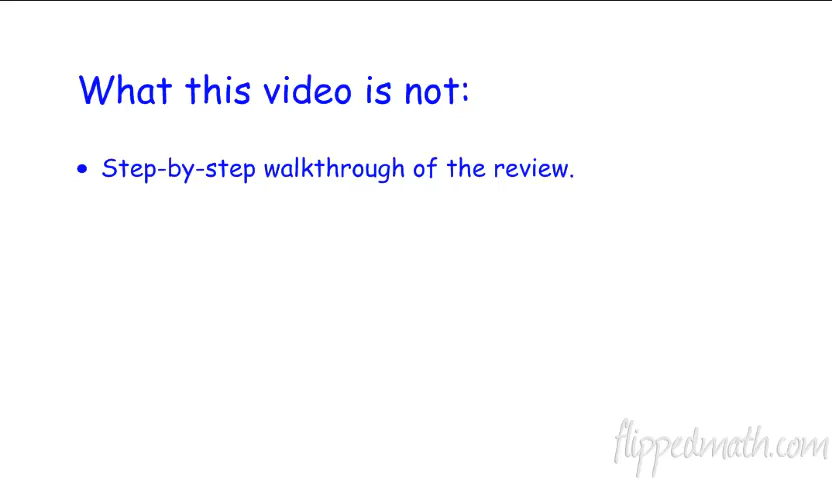 What this video is not:
• Step-by-step walkthrough of the review.
flippedmath.com